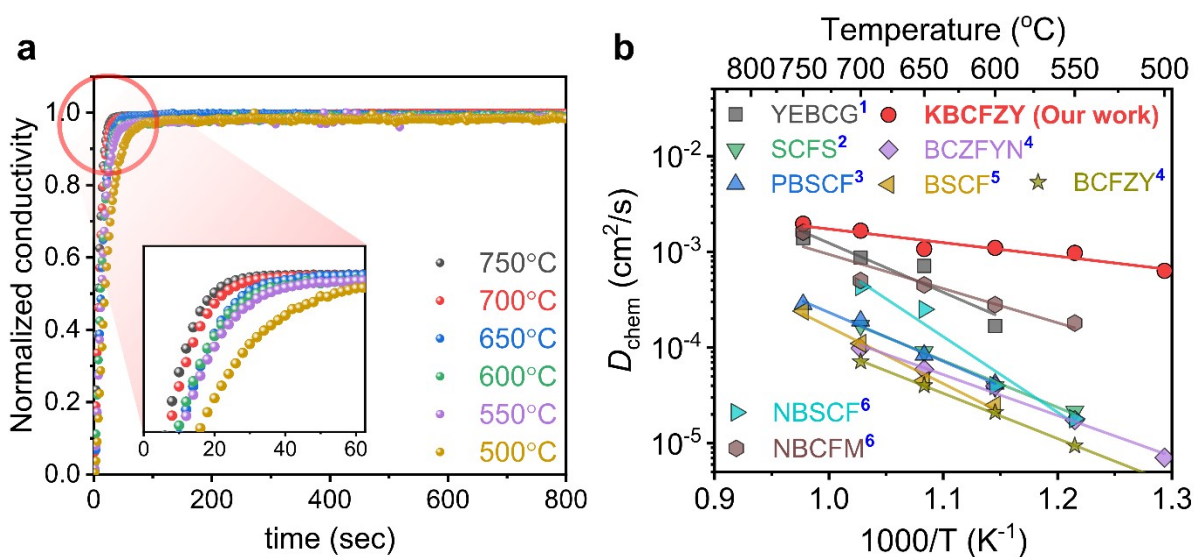 a
Normalized conductivity
1.0
0.8
0.6
0.4
0.2
0.0
0 20 40 60
750°C
700°C
650°C
600°C
550°C
500°C
0 200 400 600 800
time (sec)
b
Temperature (°C)
800 750 700 650 600 550 500
D_chem (cm²/s)
10⁻²
10⁻³
10⁻⁴
10⁻⁵
YEBCG¹ KBCFZY (Our work)
SCFS² BCZFYN⁴
PBSCF³ BSCF⁵ BCFZY⁴
NBSCF⁶
NBCFM⁶
0.9 1.0 1.1 1.2 1.3
1000/T (K⁻¹)